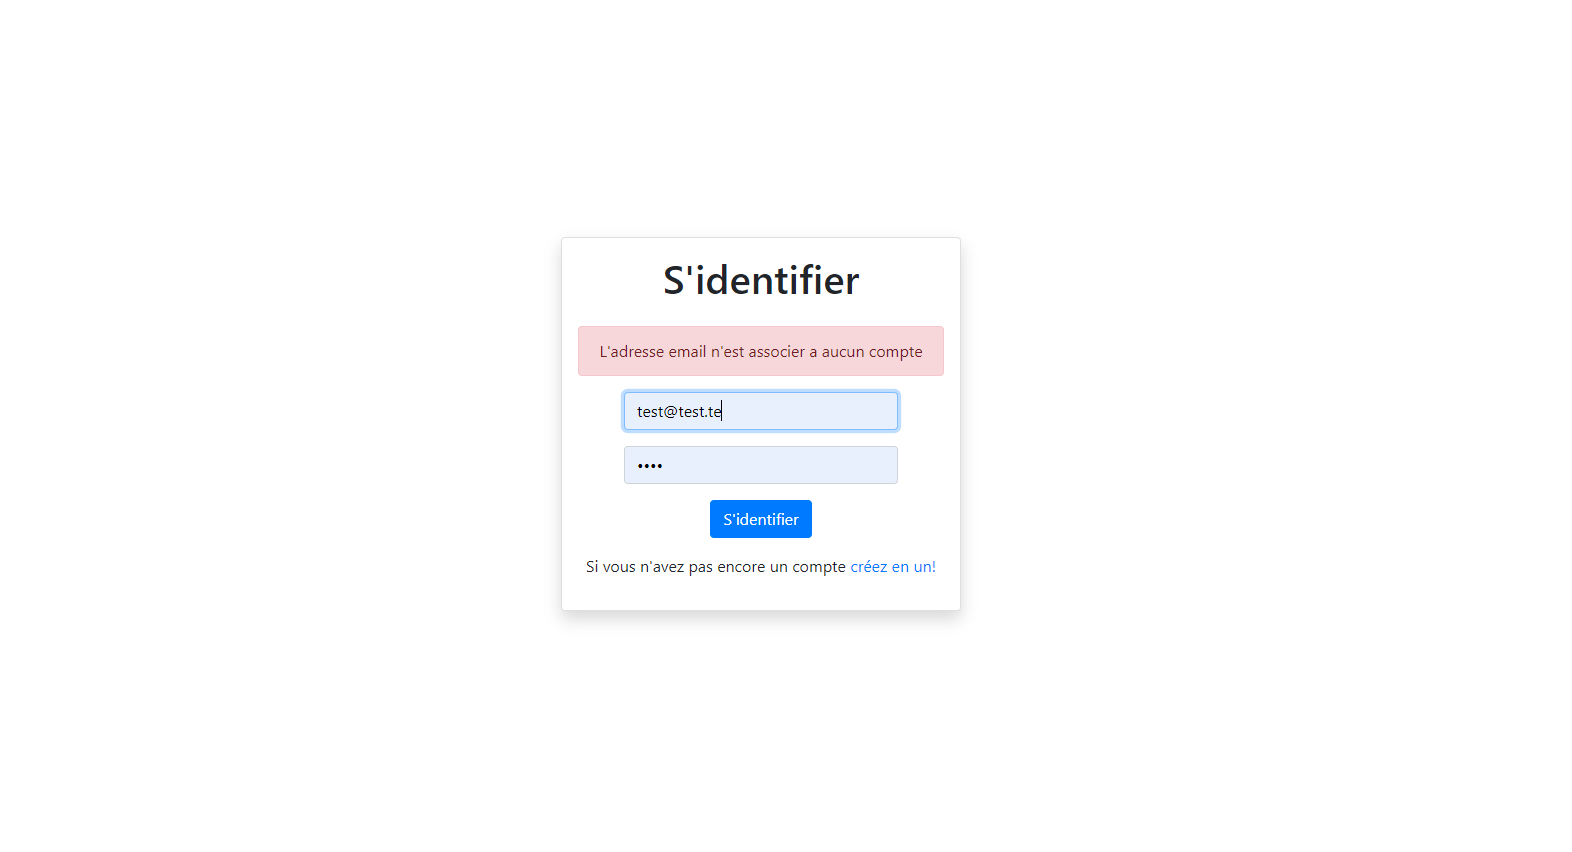 S'identifier
L'adresse email n'est associer a aucun compte
test@test.te
••••
S'identifier
Si vous n'avez pas encore un compte créez en un!